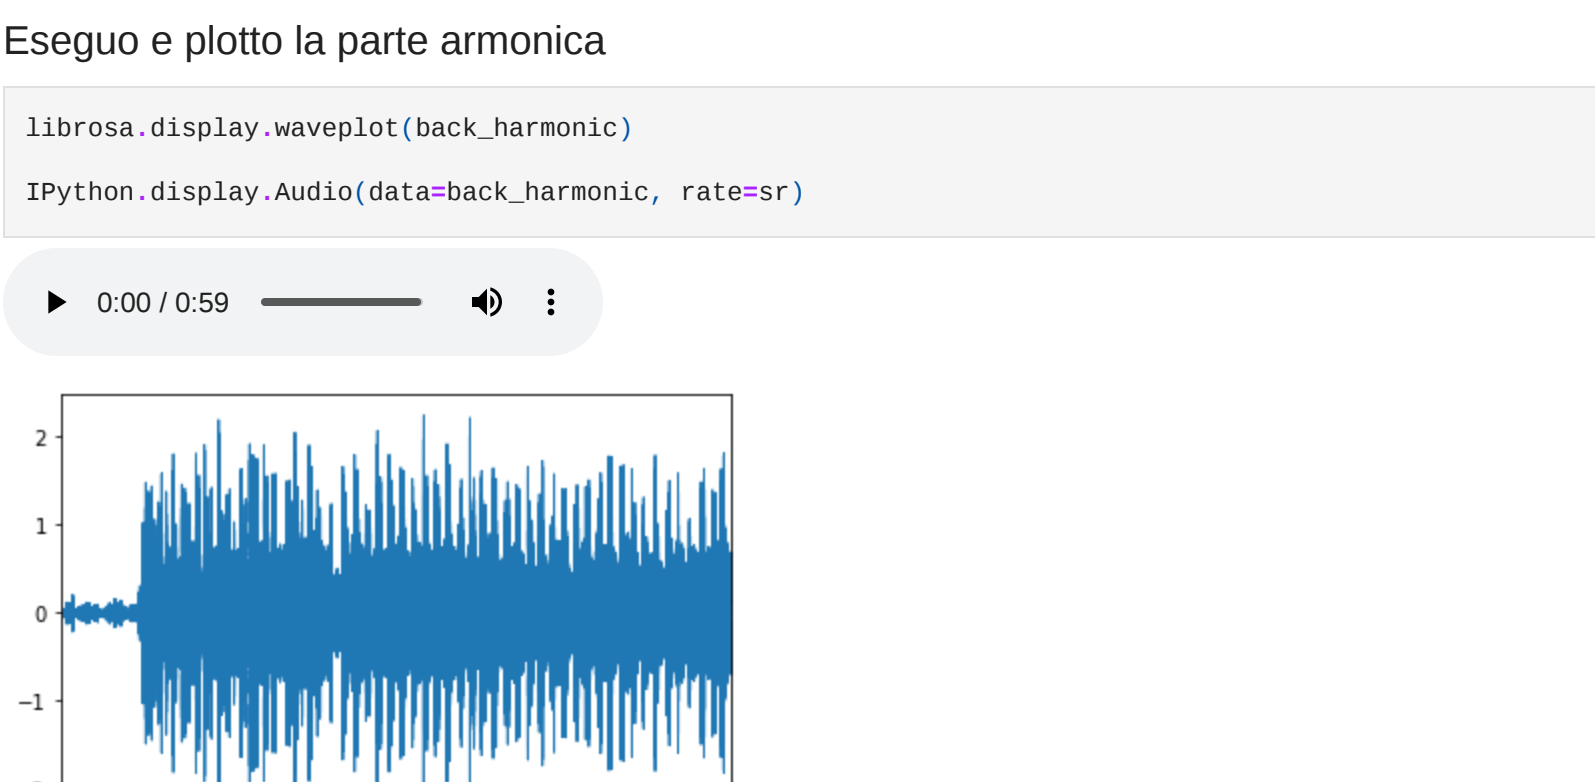 Eseguo e plotto la parte armonica
librosa.display.waveplot(back_harmonic)
IPython.display.Audio(data=back_harmonic, rate=sr)
0:00 / 0:59
2
1
0
−1